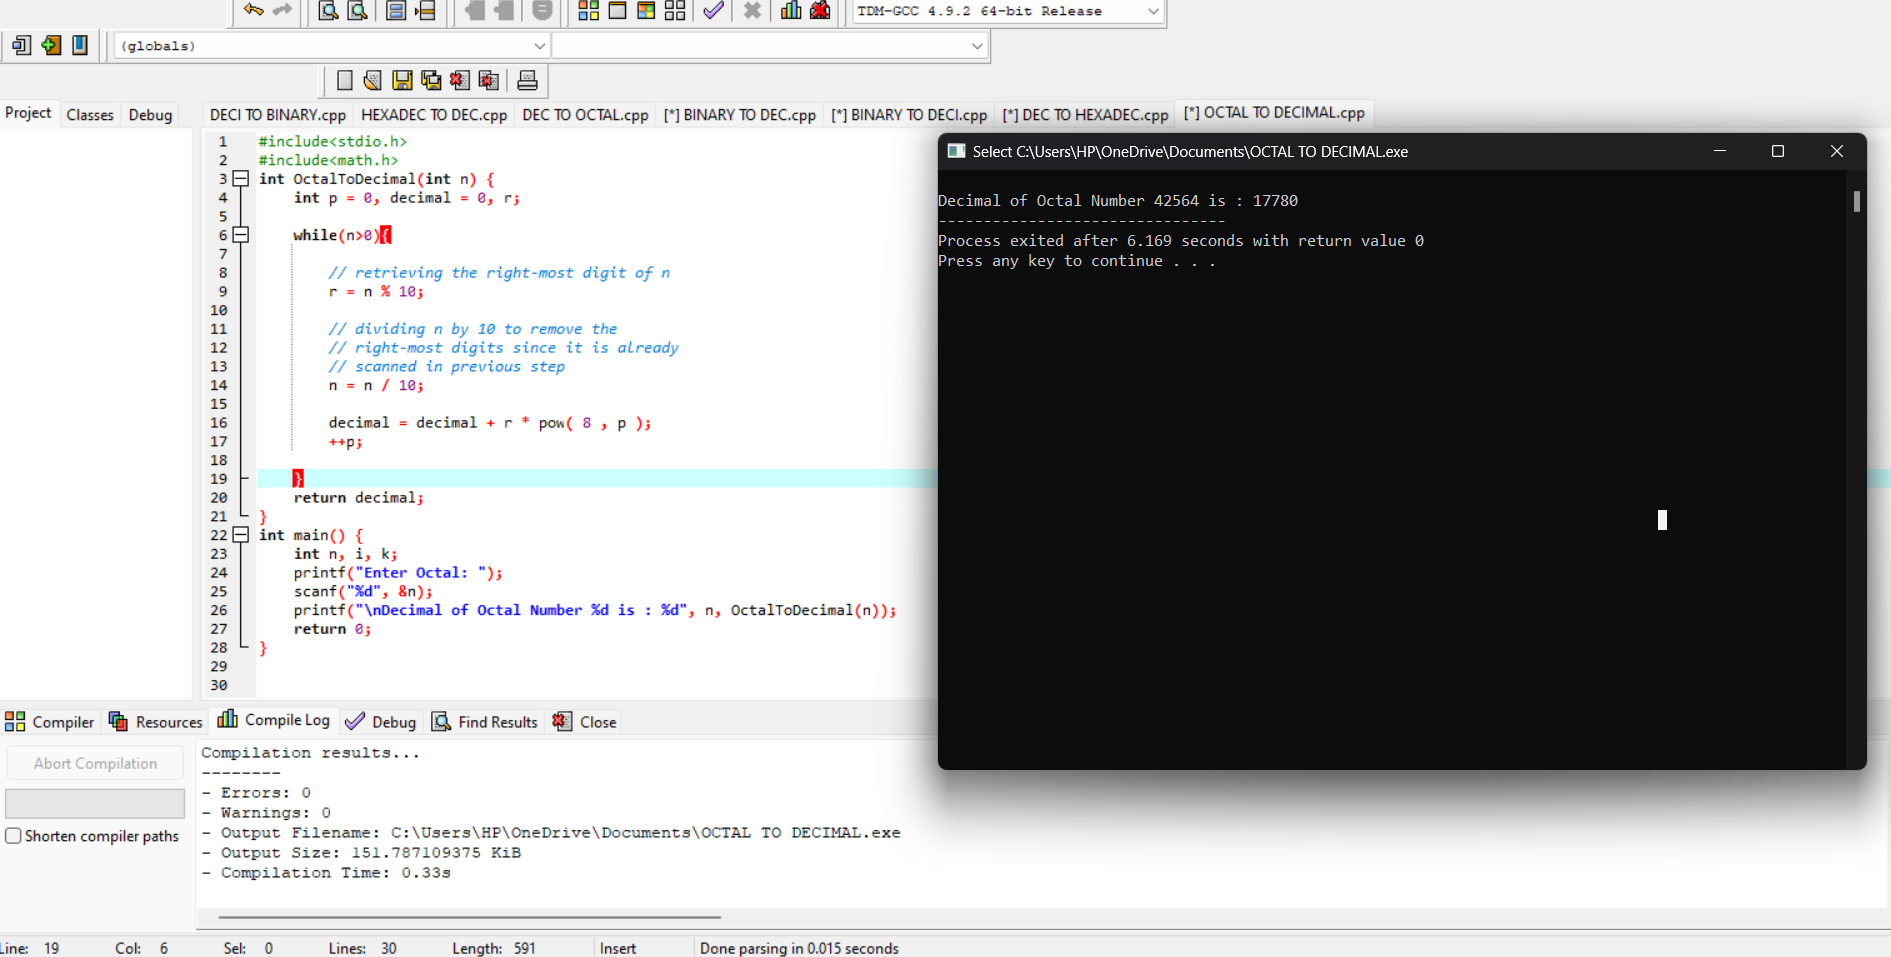 TDM-GCC 4.9.2 64-bit Release
(globals)
Project Classes Debug
DECI TO BINARY.cpp HEXADEC TO DEC.cpp DEC TO OCTAL.cpp [*] BINARY TO DEC.cpp [*] BINARY TO DECI.cpp [*] DEC TO HEXADEC.cpp [*] OCTAL TO DECIMAL.cpp
1 #include<stdio.h>
2 #include<math.h>
3 int OctalToDecimal(int n) {
4 int p = 0, decimal = 0, r;
5
6 while(n>0){
7
8 // retrieving the right-most digit of n
9 r = n % 10;
10
11 // dividing n by 10 to remove the
12 // right-most digits since it is already
13 // scanned in previous step
14 n = n / 10;
15
16 decimal = decimal + r * pow( 8 , p );
17 ++p;
18
19 }
20 return decimal;
21 }
22 int main() {
23 int n, i, k;
24 printf("Enter Octal: ");
25 scanf("%d", &n);
26 printf("\nDecimal of Octal Number %d is : %d", n, OctalToDecimal(n));
27 return 0;
28 }
29
30
Select C:\Users\HP\OneDrive\Documents\OCTAL TO DECIMAL.exe
Decimal of Octal Number 42564 is : 17780
--------------------------------
Process exited after 6.169 seconds with return value 0
Press any key to continue . . .
Compiler Resources Compile Log Debug Find Results Close
Abort Compilation
Shorten compiler paths
Compilation results...
--------
- Errors: 0
- Warnings: 0
- Output Filename: C:\Users\HP\OneDrive\Documents\OCTAL TO DECIMAL.exe
- Output Size: 151.787109375 KiB
- Compilation Time: 0.33s
Line: 19 Col: 6 Sel: 0 Lines: 30 Length: 591 Insert Done parsing in 0.015 seconds